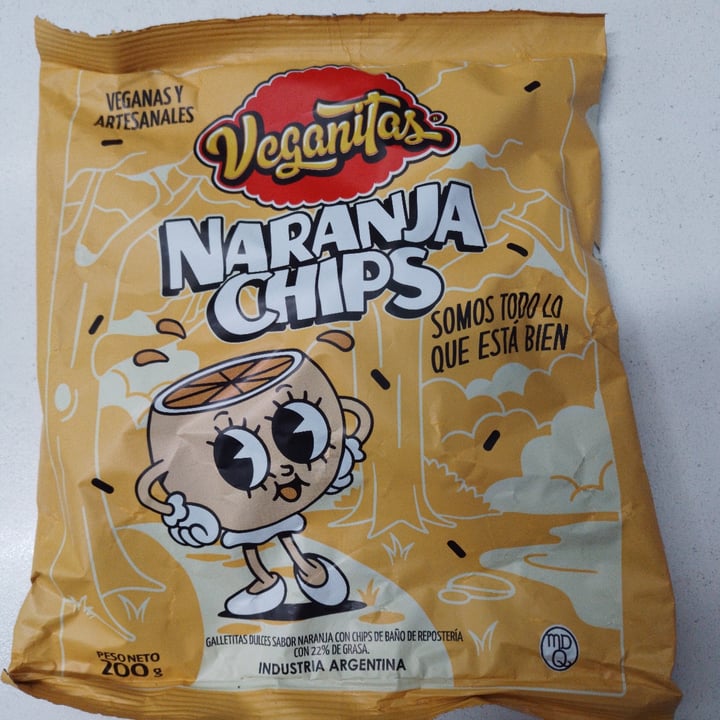 VEGANAS Y
ARTESANALES
Veganitas
NARANJA
CHIPS
SOMOS TODO LO
QUE ESTÁ BIEN
GALLETITAS DULCES SABOR NARANJA CON CHIPS DE BAÑO DE REPOSTERÍA
CON 22% DE GRASA.
INDUSTRIA ARGENTINA
PESO NETO
200 g
MD
Q